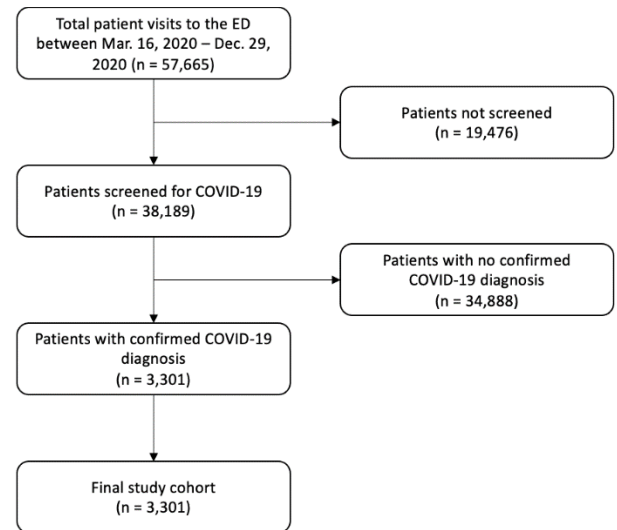 Total patient visits to the ED
between Mar. 16, 2020 – Dec. 29,
2020 (n = 57,665)
Patients not screened
(n = 19,476)
Patients screened for COVID-19
(n = 38,189)
Patients with no confirmed
COVID-19 diagnosis
(n = 34,888)
Patients with confirmed COVID-19
diagnosis
(n = 3,301)
Final study cohort
(n = 3,301)